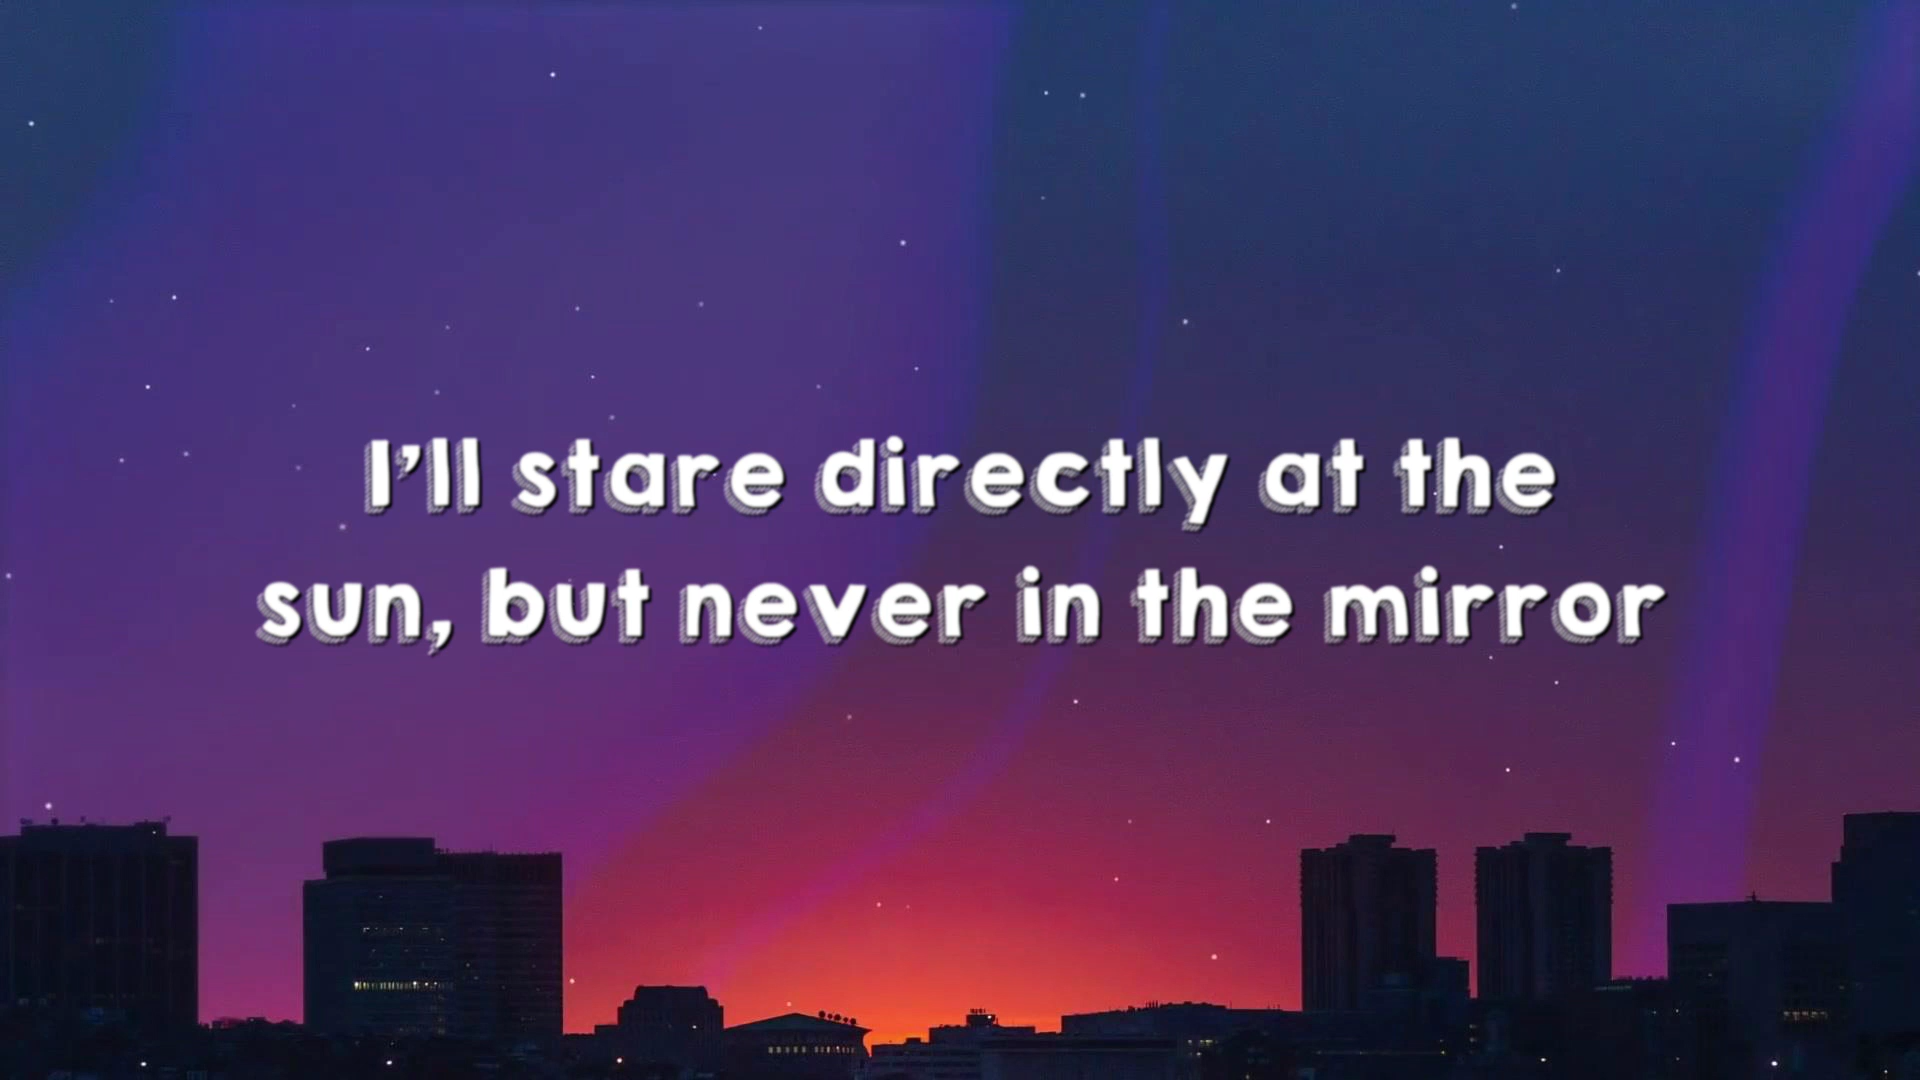 I'll stare directly at the
sun, but never in the mirror